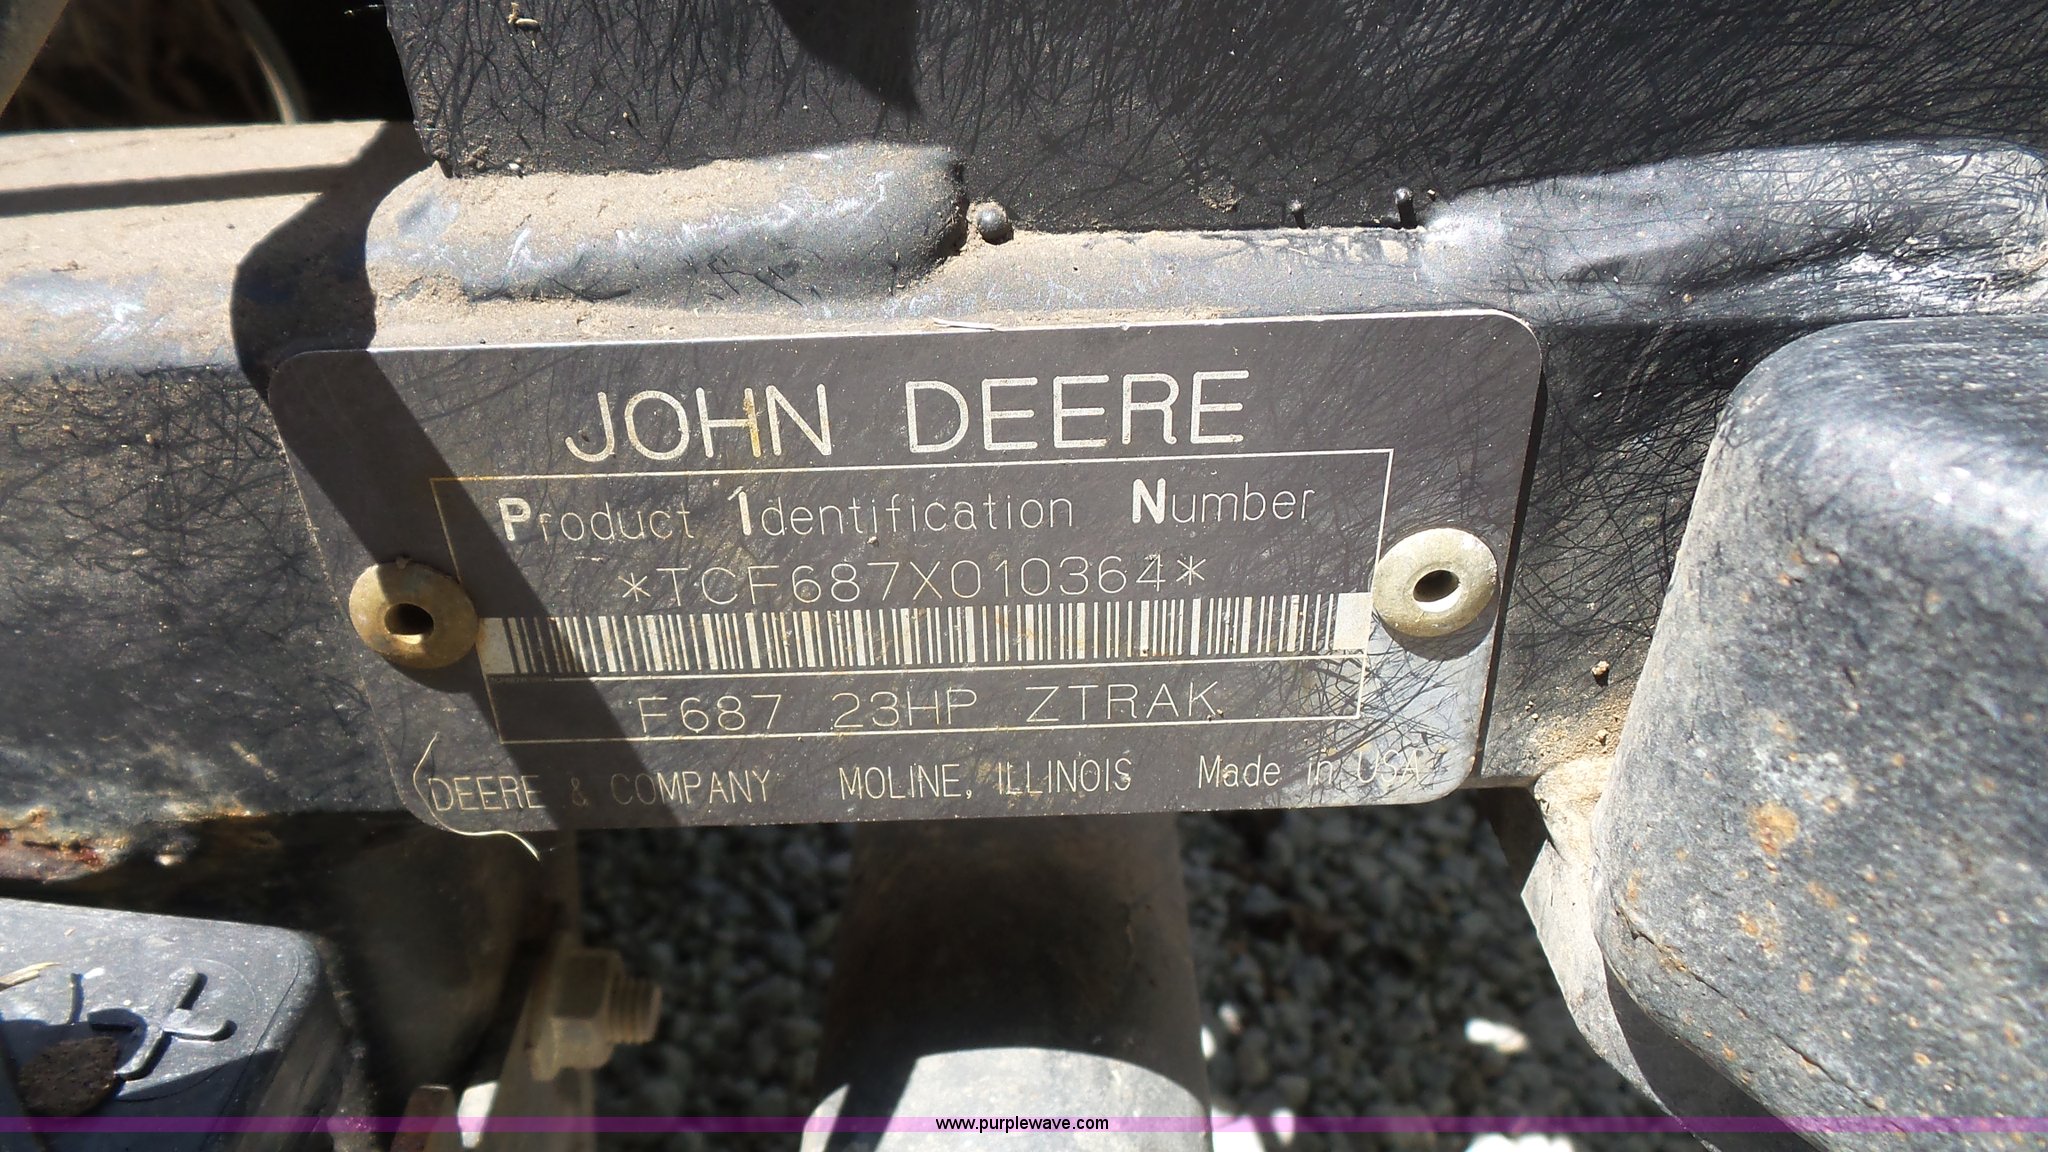 JOHN DEERE
Product Identification Number
*TCF687X010364*
F687 23HP ZTRAK
DEERE & COMPANY MOLINE, ILLINOIS Made in USA
www.purplewave.com